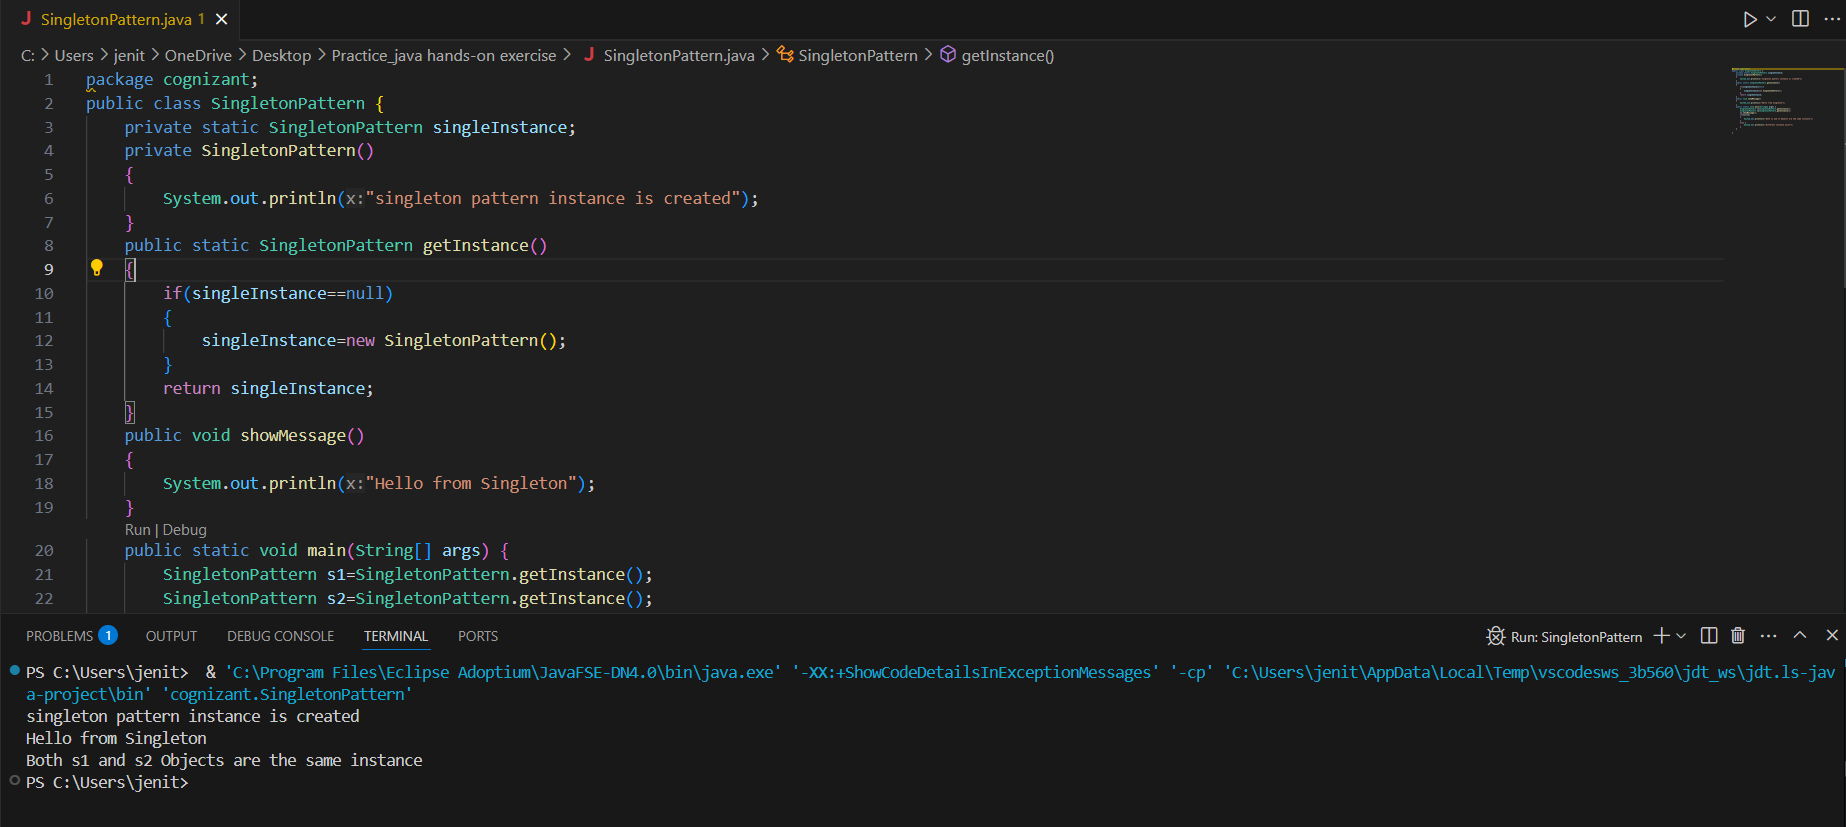 SingletonPattern.java 1
C: > Users > jenit > OneDrive > Desktop > Practice_java hands-on exercise > SingletonPattern.java > SingletonPattern > getInstance()
1 package cognizant;
2 public class SingletonPattern {
3 private static SingletonPattern singleInstance;
4 private SingletonPattern()
5 {
6 System.out.println(x:"singleton pattern instance is created");
7 }
8 public static SingletonPattern getInstance()
9 {
10 if(singleInstance==null)
11 {
12 singleInstance=new SingletonPattern();
13 }
14 return singleInstance;
15 }
16 public void showMessage()
17 {
18 System.out.println(x:"Hello from Singleton");
19 }
Run | Debug
20 public static void main(String[] args) {
21 SingletonPattern s1=SingletonPattern.getInstance();
22 SingletonPattern s2=SingletonPattern.getInstance();
PROBLEMS 1 OUTPUT DEBUG CONSOLE TERMINAL PORTS Run: SingletonPattern
PS C:\Users\jenit> & 'C:\Program Files\Eclipse Adoptium\JavaFSE-DN4.0\bin\java.exe' '-XX:+ShowCodeDetailsInExceptionMessages' '-cp' 'C:\Users\jenit\AppData\Local\Temp\vscodesws_3b560\jdt_ws\jdt.ls-jav
a-project\bin' 'cognizant.SingletonPattern'
singleton pattern instance is created
Hello from Singleton
Both s1 and s2 Objects are the same instance
PS C:\Users\jenit>